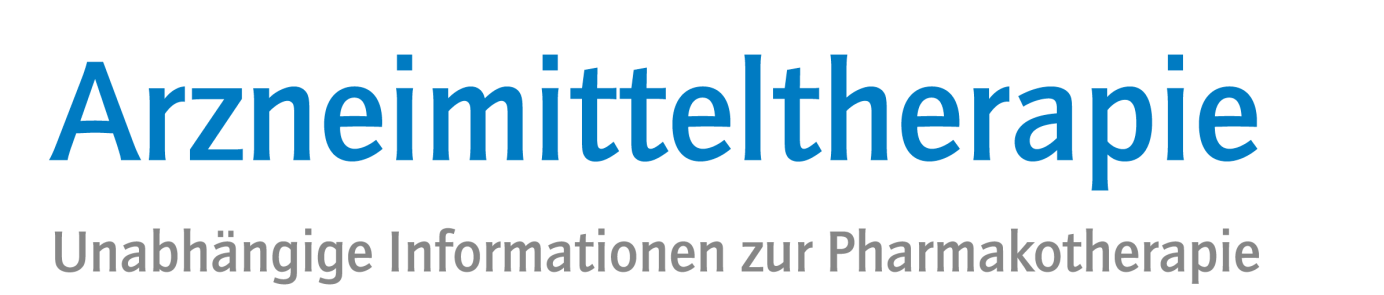 Arzneimitteltherapie
Unabhängige Informationen zur Pharmakotherapie